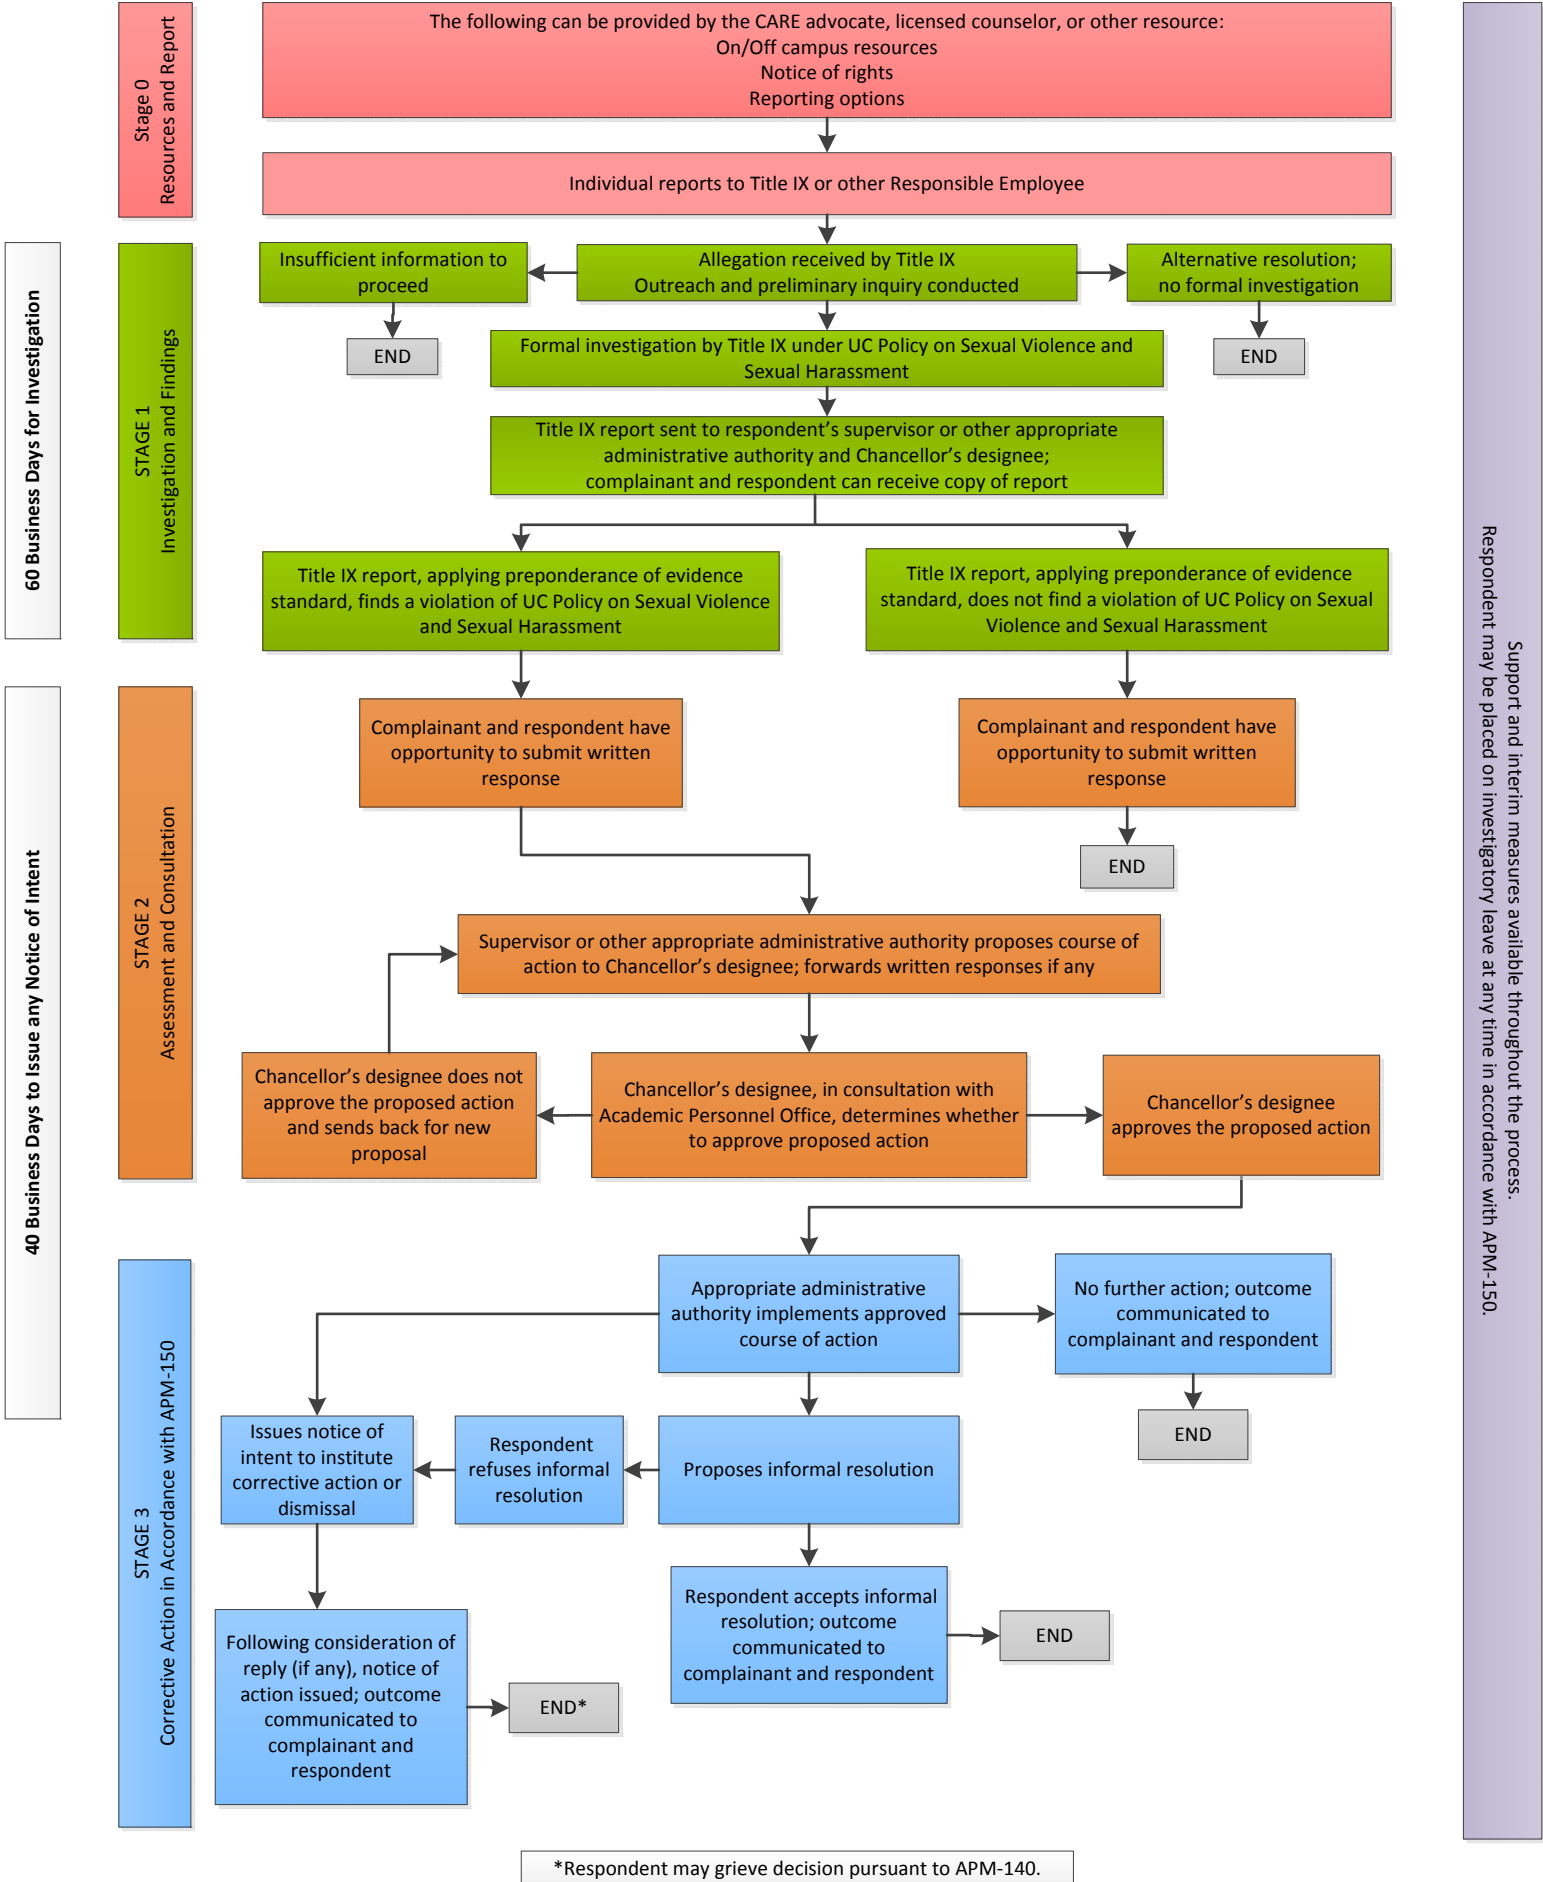 The following can be provided by the CARE advocate, licensed counselor, or other resource:
On/Off campus resources
Notice of rights
Reporting options
Stage 0
Resources and Report
Individual reports to Title IX or other Responsible Employee
60 Business Days for Investigation
STAGE 1
Investigation and Findings
Insufficient information to
proceed
Allegation received by Title IX
Outreach and preliminary inquiry conducted
Alternative resolution;
no formal investigation
END
END
Formal investigation by Title IX under UC Policy on Sexual Violence and
Sexual Harassment
Title IX report sent to respondent’s supervisor or other appropriate
administrative authority and Chancellor’s designee;
complainant and respondent can receive copy of report
Title IX report, applying preponderance of evidence
standard, finds a violation of UC Policy on Sexual Violence
and Sexual Harassment
Title IX report, applying preponderance of evidence
standard, does not find a violation of UC Policy on Sexual
Violence and Sexual Harassment
Support and interim measures available throughout the process.
Respondent may be placed on investigatory leave at any time in accordance with APM-150.
40 Business Days to Issue any Notice of Intent
STAGE 2
Assessment and Consultation
Complainant and respondent have
opportunity to submit written
response
Complainant and respondent have
opportunity to submit written
response
END
Supervisor or other appropriate administrative authority proposes course of
action to Chancellor’s designee; forwards written responses if any
Chancellor’s designee does not
approve the proposed action
and sends back for new
proposal
Chancellor’s designee, in consultation with
Academic Personnel Office, determines whether
to approve proposed action
Chancellor’s designee
approves the proposed action
STAGE 3
Corrective Action in Accordance with APM-150
Appropriate administrative
authority implements approved
course of action
No further action; outcome
communicated to
complainant and respondent
END
Issues notice of
intent to institute
corrective action or
dismissal
Respondent
refuses informal
resolution
Proposes informal resolution
Respondent accepts informal
resolution; outcome
communicated to
complainant and respondent
END
Following consideration of
reply (if any), notice of
action issued; outcome
communicated to
complainant and
respondent
END*
*Respondent may grieve decision pursuant to APM-140.